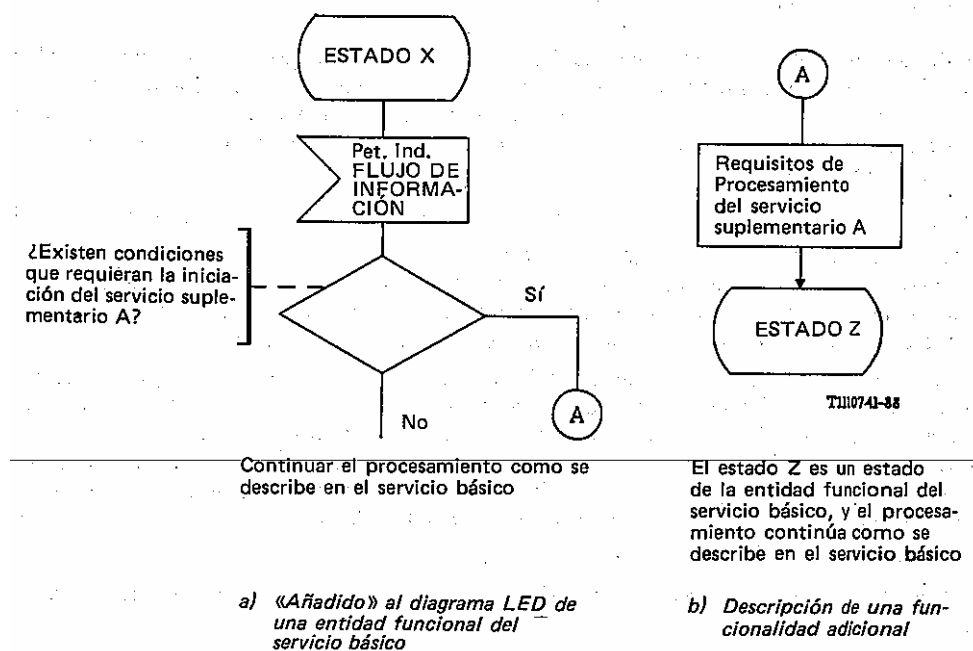 ESTADO X
Pet. Ind.
FLUJO DE
INFORMA-
CIÓN
¿Existen condiciones
que requieran la inicia-
ción del servicio suple-
mentario A?
Sí
No
A
Continuar el procesamiento como se
describe en el servicio básico
a) «Añadido» al diagrama LED de
una entidad funcional del
servicio básico
A
Requisitos de
Procesamiento
del servicio
suplementario A
ESTADO Z
T1110741-88
El estado Z es un estado
de la entidad funcional del
servicio básico, y el procesa-
miento continúa como se
describe en el servicio básico
b) Descripción de una fun-
cionalidad adicional